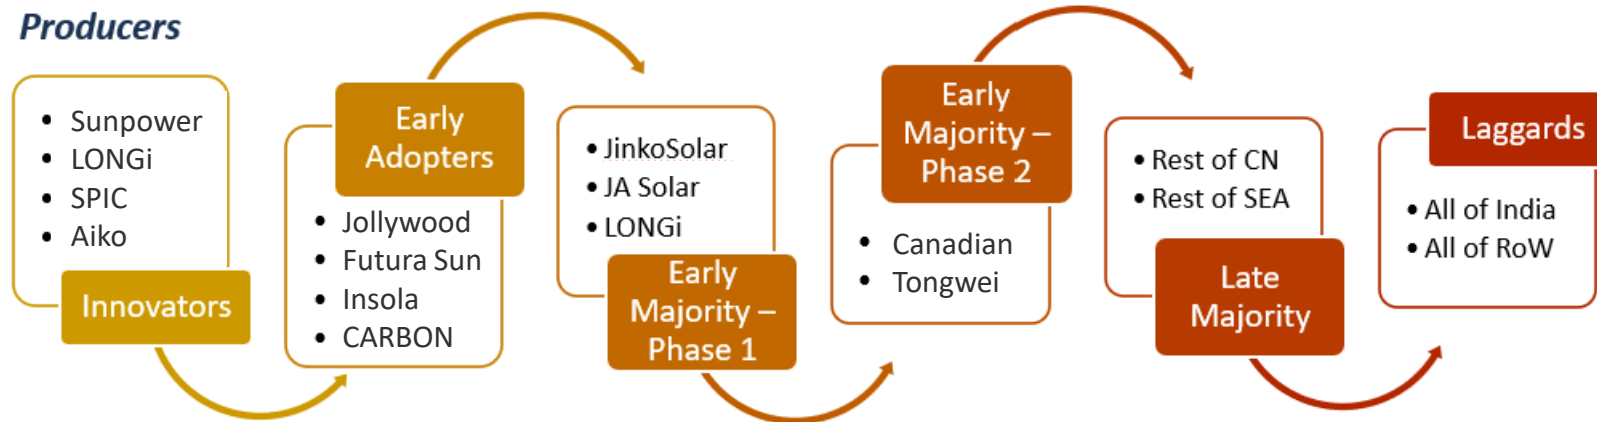 Producers
• Sunpower
• LONGi
• SPIC
• Aiko
Innovators
Early
Adopters
• Jollywood
• Futura Sun
• Insola
• CARBON
• JinkoSolar
• JA Solar
• LONGi
Early
Majority –
Phase 1
Early
Majority –
Phase 2
• Canadian
• Tongwei
• Rest of CN
• Rest of SEA
Late
Majority
Laggards
• All of India
• All of RoW